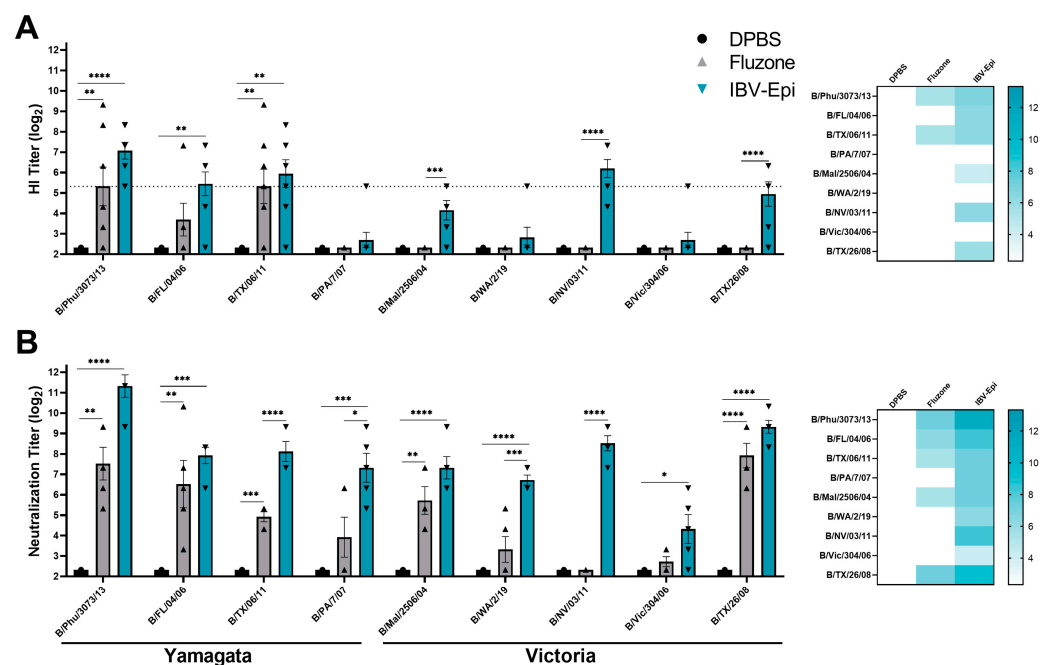 A
HI Titer (log2)
12
11
10
9
8
7
6
5
4
3
2
**** ** ** ** ** *** **** ****
B/Phu/3073/13 B/FL/04/06 B/TX/06/11 B/PA/7/07 B/Mal/2506/04 B/WA/2/19 B/NV/03/11 B/Vic/304/06 B/TX/26/08
DPBS
Fluzone
IBV-Epi
DPBS Fluzone IBV-Epi
B/Phu/3073/13
B/FL/04/06
B/TX/06/11
B/PA/7/07
B/Mal/2506/04
B/WA/2/19
B/NV/03/11
B/Vic/304/06
B/TX/26/08
12
10
8
6
4
B
Neutralization Titer (log2)
12
11
10
9
8
7
6
5
4
3
2
**** ** *** ** **** *** *** * **** ** **** *** **** * **** ****
B/Phu/3073/13 B/FL/04/06 B/TX/06/11 B/PA/7/07 B/Mal/2506/04 B/WA/2/19 B/NV/03/11 B/Vic/304/06 B/TX/26/08
Yamagata Victoria
DPBS Fluzone IBV-Epi
B/Phu/3073/13
B/FL/04/06
B/TX/06/11
B/PA/7/07
B/Mal/2506/04
B/WA/2/19
B/NV/03/11
B/Vic/304/06
B/TX/26/08
12
10
8
6
4